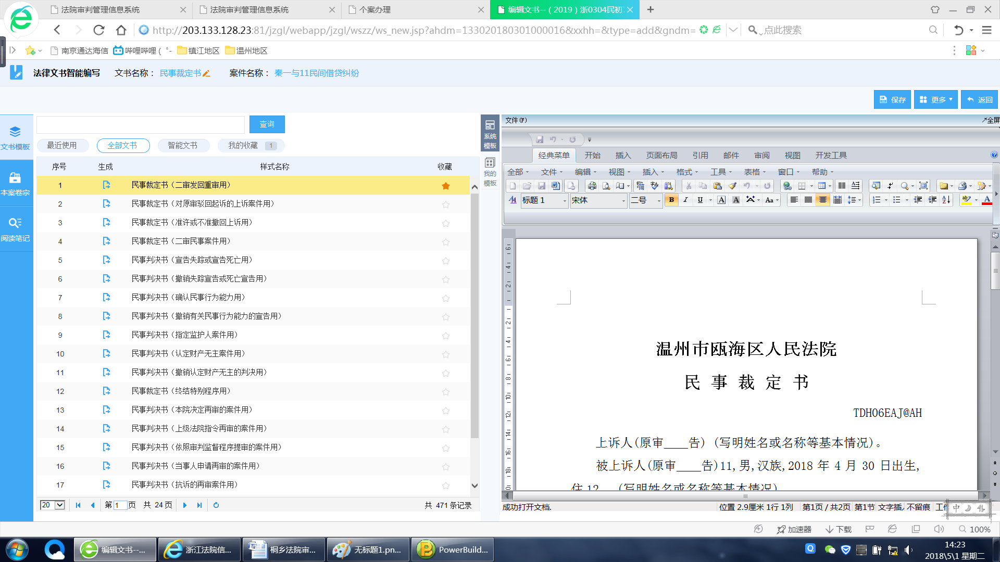 法院审判管理信息系统
法院审判管理信息系统
个案办理
编辑文书--（2019）浙0304民初
http://203.133.128.23:81/jzgl/webapp/jzgl/wszz/ws_new.jsp?ahdm=133020180301000016&xxhh=&type=add&gndm=
点此搜索
南京通达海信
哔哩哔哩 ( ゜-
镇江地区
温州地区
法律文书智能编写
文书名称：
民事裁定书
案件名称：
秦一与11民间借贷纠纷
保存
更多
返回
文书模板
本案卷宗
阅读笔记
查询
最近使用
全部文书
智能文书
我的收藏 1
序号 生成 样式名称 收藏
1 民事裁定书（二审发回重审用）
2 民事裁定书（对原审驳回起诉的上诉案件用）
3 民事裁定书（准许或不准撤回上诉用）
4 民事裁定书（二审民事案件用）
5 民事判决书（宣告失踪或宣告死亡用）
6 民事判决书（撤销失踪宣告或死亡宣告用）
7 民事判决书（确认民事行为能力用）
8 民事判决书（撤销有关民事行为能力的宣告用）
9 民事判决书（指定监护人案件用）
10 民事判决书（认定财产无主案件用）
11 民事判决书（撤销认定财产无主的判决用）
12 民事裁定书（终结特别程序用）
13 民事判决书（本院决定再审的案件用）
14 民事判决书（上级法院指令再审的案件用）
15 民事判决书（依照审判监督程序提审的案件用）
16 民事判决书（当事人申请再审的案件用）
17 民事判决书（抗诉的再审案件用）
20 第 1 页 共 24 页
共 471 条记录
系统
模板
我的
模板
文件(F)
全屏
经典菜单 开始 插入 页面布局 引用 邮件 审阅 视图 开发工具
全部 文件 编辑 视图 插入 格式 工具 表格 窗口 帮助
标题 1 宋体 二号 B I U A A Aa
温州市瓯海区人民法院
民 事 裁 定 书
TDHO6EAJ@AH
上诉人(原审____告) (写明姓名或名称等基本情况)。
被上诉人(原审____告)11,男,汉族,2018 年 4 月 30 日出生,
住 12。 (写明姓名或名称等基本情况)
成功打开文档.
位置 2.9厘米 1行 1列 第1页 / 共2页 第1节 文字插 不留痕 工作
中
加速器
下载
100%
编辑文书--...
浙江法院信...
桐乡法院审...
无标题1.pn...
PowerBuild...
14:23
2018\5\1 星期二